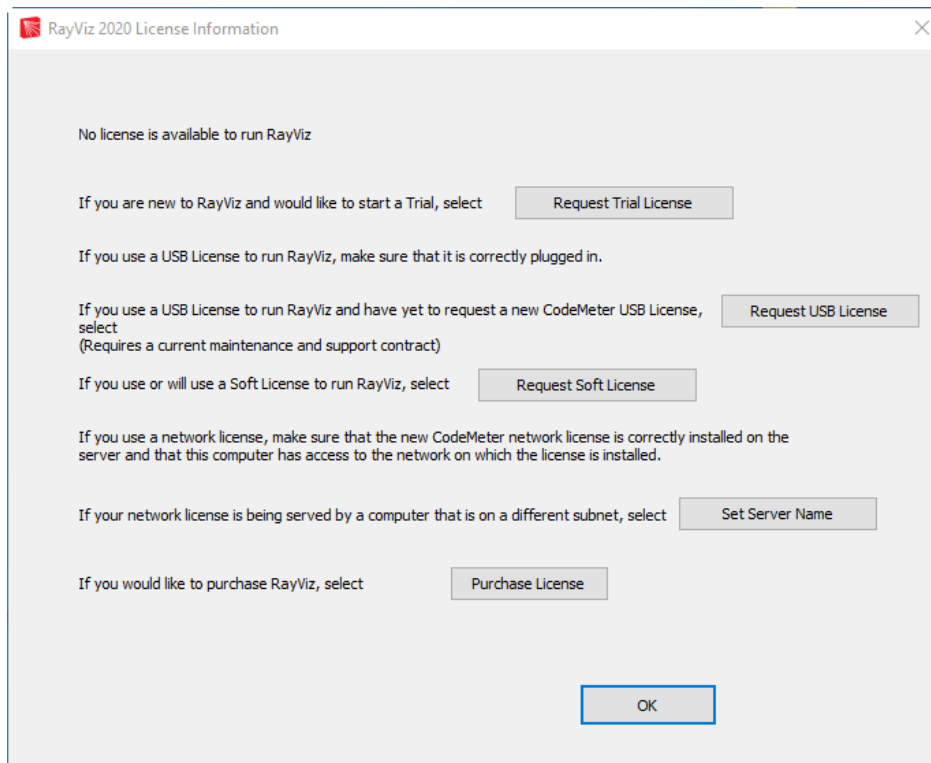 RayViz 2020 License Information
No license is available to run RayViz
If you are new to RayViz and would like to start a Trial, select
Request Trial License
If you use a USB License to run RayViz, make sure that it is correctly plugged in.
If you use a USB License to run RayViz and have yet to request a new CodeMeter USB License,
select
(Requires a current maintenance and support contract)
Request USB License
If you use or will use a Soft License to run RayViz, select
Request Soft License
If you use a network license, make sure that the new CodeMeter network license is correctly installed on the
server and that this computer has access to the network on which the license is installed.
If your network license is being served by a computer that is on a different subnet, select
Set Server Name
If you would like to purchase RayViz, select
Purchase License
OK